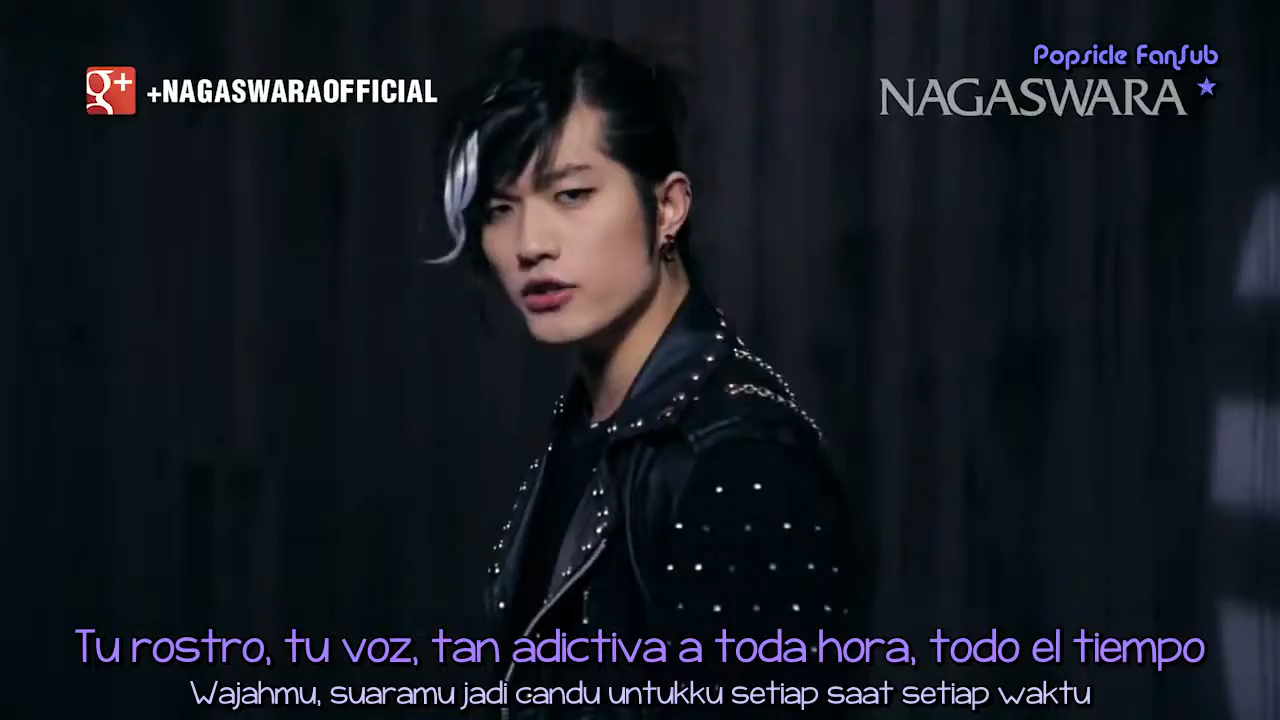 Popsicle FanSub
g+ +NAGASWARAOFFICIAL
NAGASWARA
Tu rostro, tu voz, tan adictiva a toda hora, todo el tiempo
Wajahmu, suaramu jadi candu untukku setiap saat setiap waktu